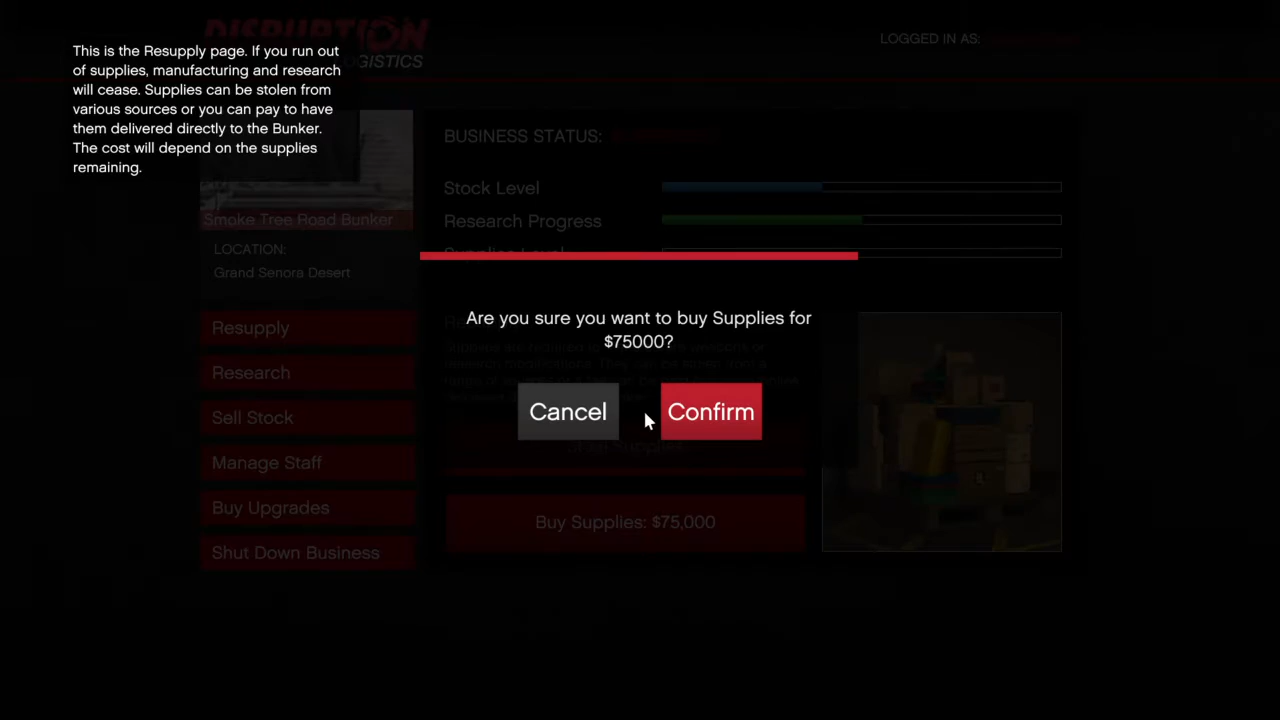 DISRUPTION
LOGISTICS
LOGGED IN AS:
This is the Resupply page. If you run out
of supplies, manufacturing and research
will cease. Supplies can be stolen from
various sources or you can pay to have
them delivered directly to the Bunker.
The cost will depend on the supplies
remaining.
Smoke Tree Road Bunker
LOCATION:
Grand Senora Desert
Resupply
Research
Sell Stock
Manage Staff
Buy Upgrades
Shut Down Business
BUSINESS STATUS:
Stock Level
Research Progress
Supplies Level
Are you sure you want to buy Supplies for
$75000?
Cancel
Confirm
Buy Supplies: $75,000